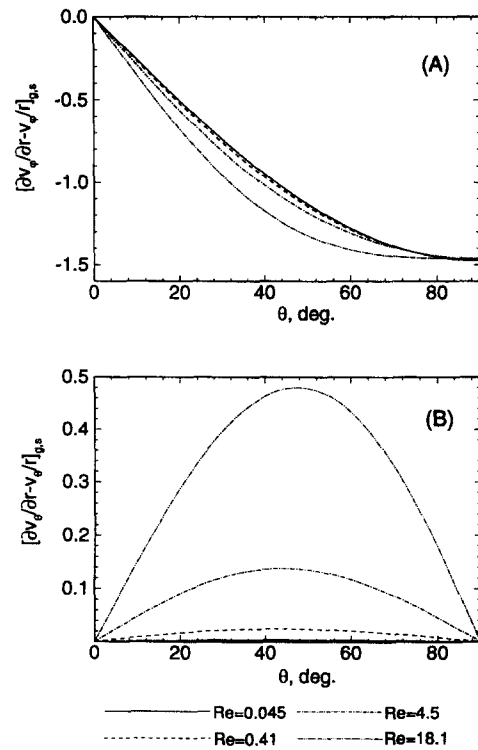 0.0
(A)
-0.5
-1.0
-1.5
[∂vφ/∂r-vφ/r]g,s
0 20 40 60 80
θ, deg.
0.5
(B)
0.4
0.3
0.2
0.1
[∂vθ/∂r-vθ/r]g,s
0 20 40 60 80
θ, deg.
Re=0.045 Re=4.5
Re=0.41 Re=18.1